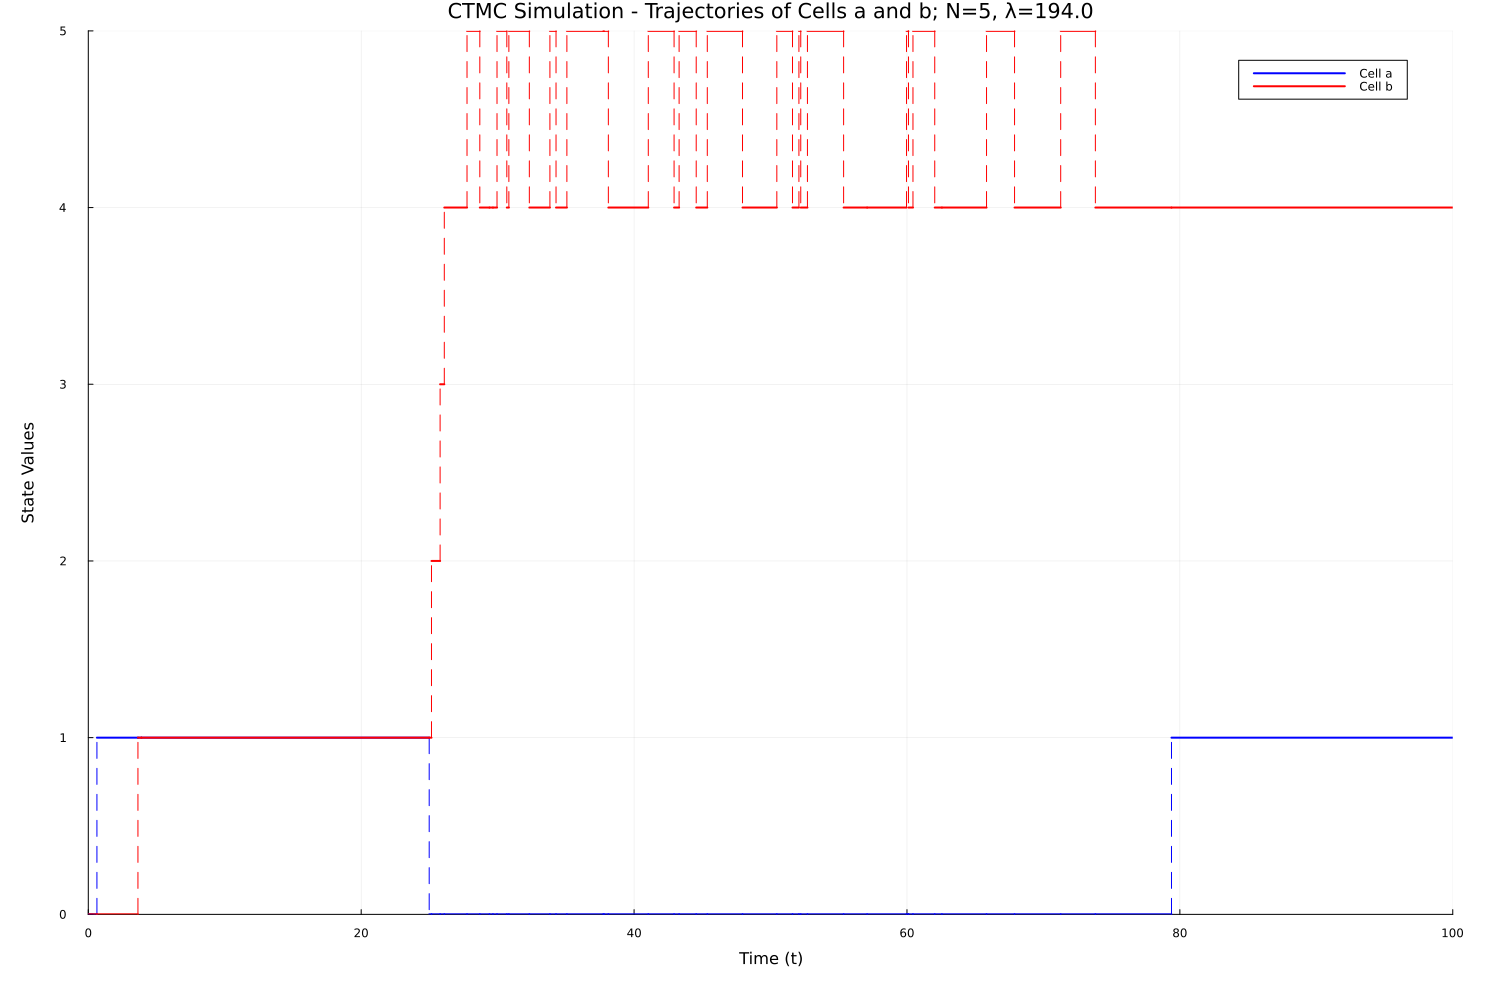 CTMC Simulation - Trajectories of Cells a and b; N=5, λ=194.0
5
Cell a
Cell b
4
3
State Values
2
1
0
0 20 40 60 80 100
Time (t)